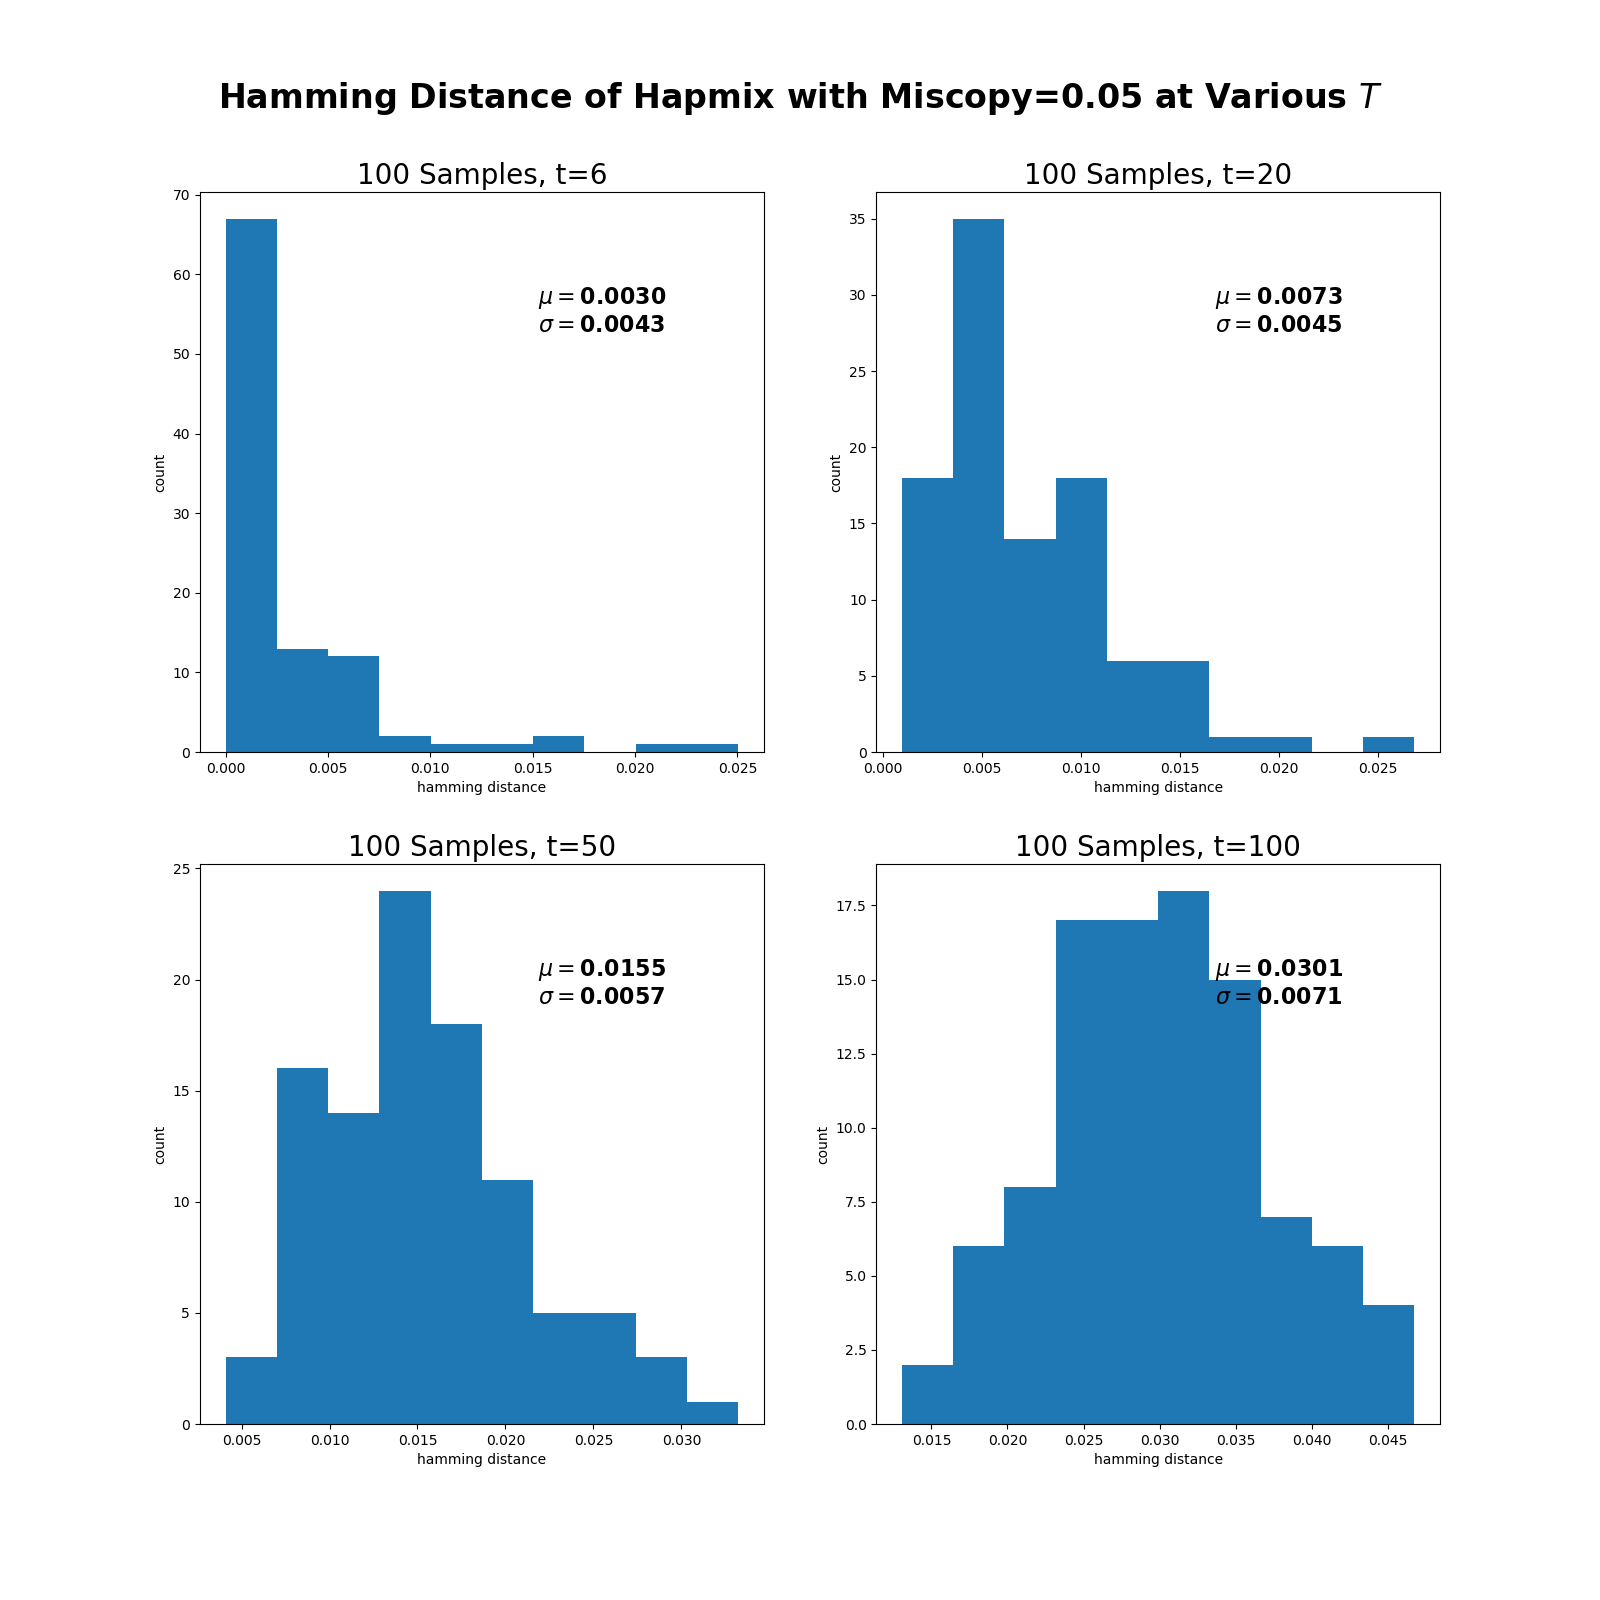 Hamming Distance of Hapmix with Miscopy=0.05 at Various T
100 Samples, t=6
70
60
50
40
30
20
10
0
count
μ = 0.0030
σ = 0.0043
0.000 0.005 0.010 0.015 0.020 0.025
hamming distance
100 Samples, t=20
35
30
25
20
15
10
5
0
count
μ = 0.0073
σ = 0.0045
0.000 0.005 0.010 0.015 0.020 0.025
hamming distance
100 Samples, t=50
25
20
15
10
5
0
count
μ = 0.0155
σ = 0.0057
0.005 0.010 0.015 0.020 0.025 0.030
hamming distance
100 Samples, t=100
17.5
15.0
12.5
10.0
7.5
5.0
2.5
0.0
count
μ = 0.0301
σ = 0.0071
0.015 0.020 0.025 0.030 0.035 0.040 0.045
hamming distance